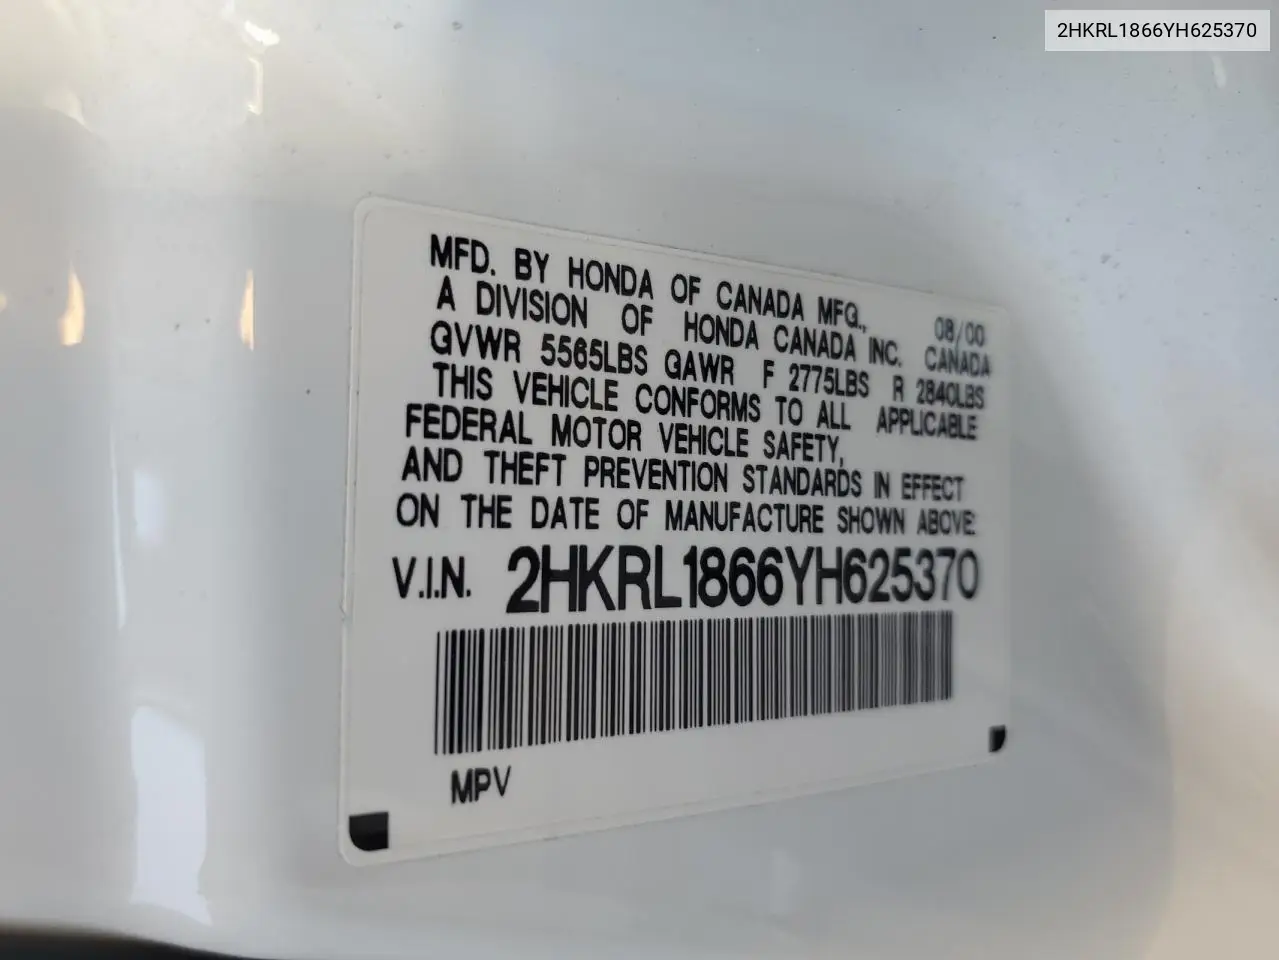 2HKRL1866YH625370
MFD. BY HONDA OF CANADA MFG., 08/00
A DIVISION OF HONDA CANADA INC. CANADA
GVWR 5565LBS GAWR F 2775LBS R 2840LBS
THIS VEHICLE CONFORMS TO ALL APPLICABLE
FEDERAL MOTOR VEHICLE SAFETY,
AND THEFT PREVENTION STANDARDS IN EFFECT
ON THE DATE OF MANUFACTURE SHOWN ABOVE:
V.I.N. 2HKRL1866YH625370
MPV